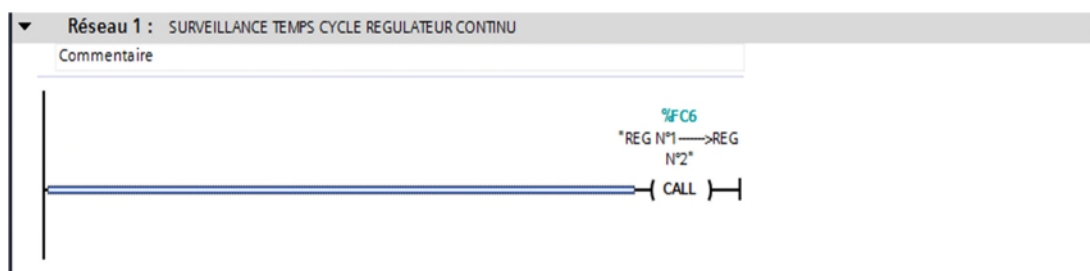 Réseau 1 : SURVEILLANCE TEMPS CYCLE REGULATEUR CONTINU
Commentaire
%FC6
"REG N°1----->REG
N°2"
CALL